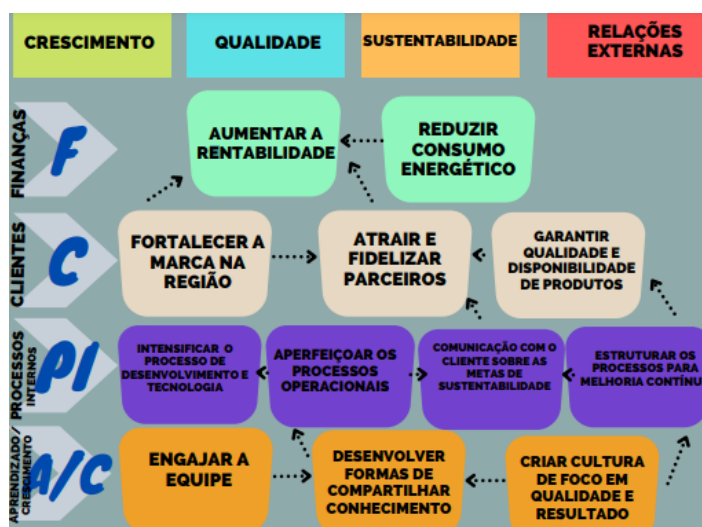 CRESCIMENTO
QUALIDADE
SUSTENTABILIDADE
RELAÇÕES
EXTERNAS
FINANÇAS
F
AUMENTAR A
RENTABILIDADE
REDUZIR
CONSUMO
ENERGÉTICO
CLIENTES
C
FORTALECER A
MARCA NA
REGIÃO
ATRAIR E
FIDELIZAR
PARCEIROS
GARANTIR
QUALIDADE E
DISPONIBILIDADE
DE PRODUTOS
PROCESSOS
INTERNOS
PI
INTENSIFICAR O
PROCESSO DE
DESENVOLVIMENTO E
TECNOLOGIA
APERFEIÇOAR OS
PROCESSOS
OPERACIONAIS
COMUNICAÇÃO COM O
CLIENTE SOBRE AS
METAS DE
SUSTENTABILIDADE
ESTRUTURAR OS
PROCESSOS PARA
MELHORIA CONTÍNU
APRENDIZADO/
CRESCIMENTO
A/C
ENGAJAR A
EQUIPE
DESENVOLVER
FORMAS DE
COMPARTILHAR
CONHECIMENTO
CRIAR CULTURA
DE FOCO EM
QUALIDADE E
RESULTADO